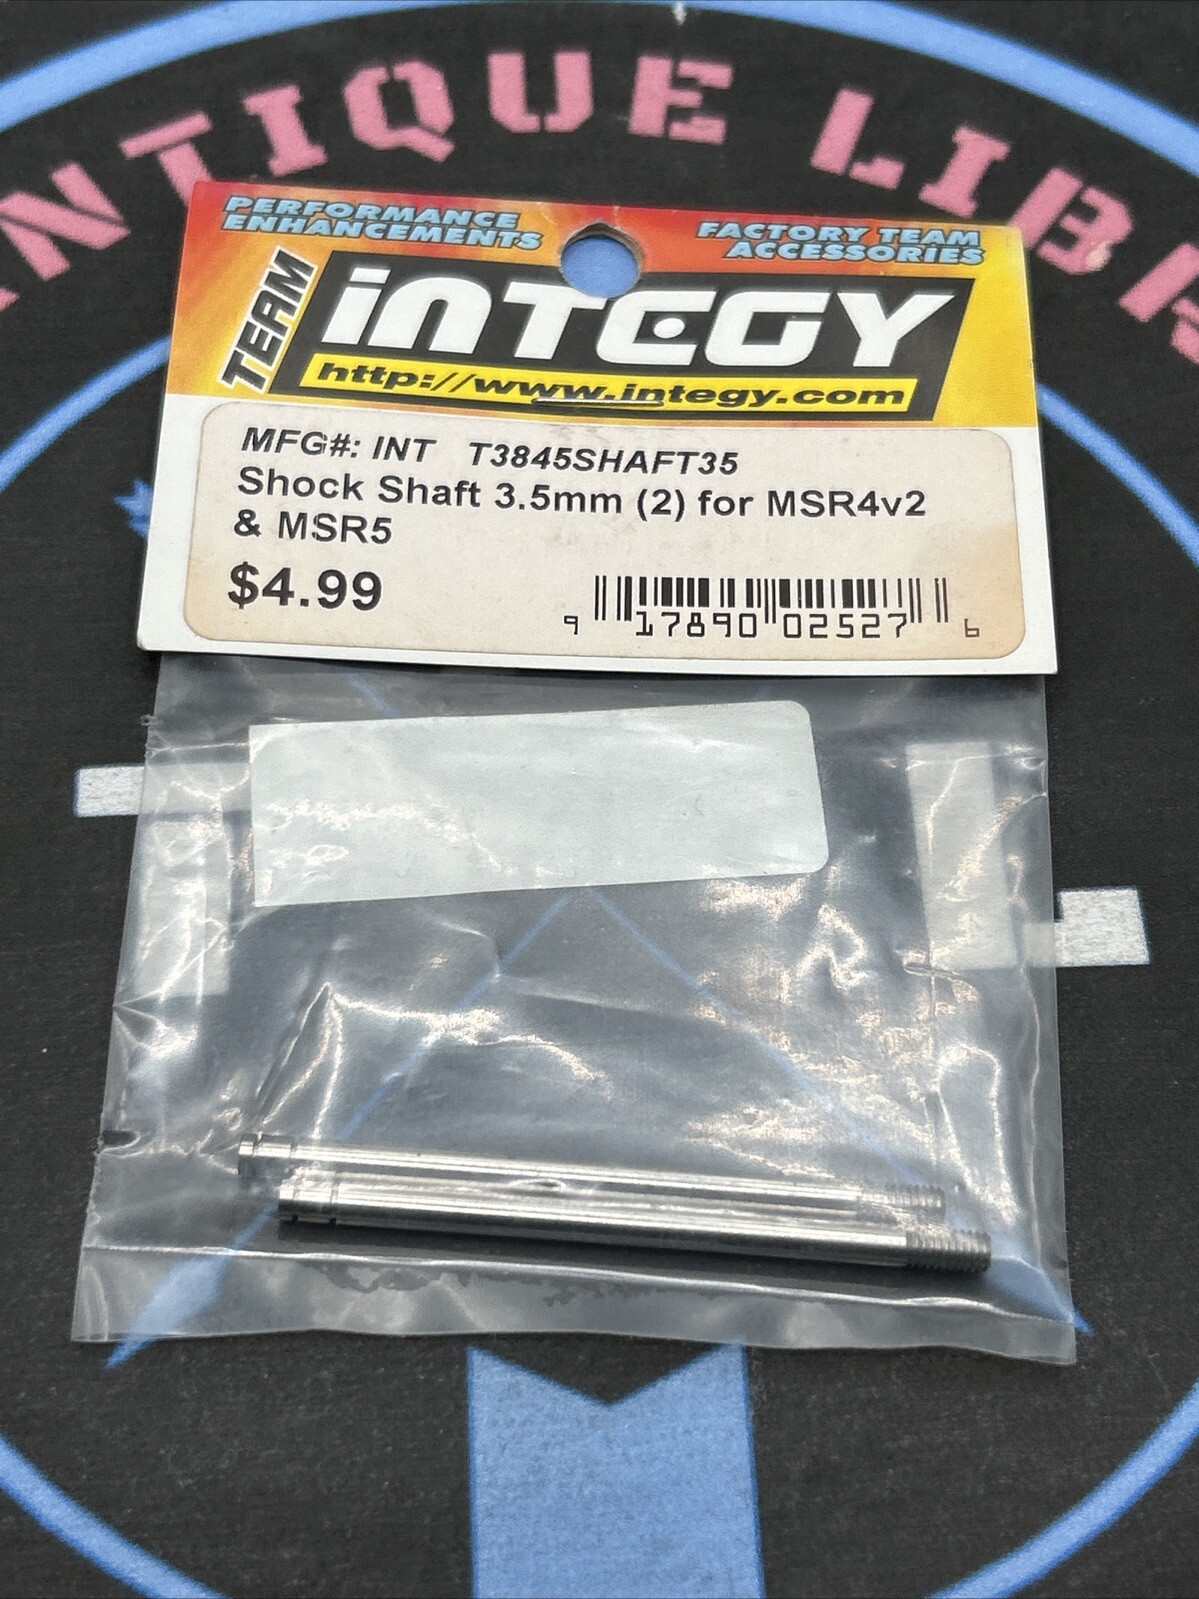 ANTIQUE LIBR
PERFORMANCE
ENHANCEMENTS
FACTORY TEAM
ACCESSORIES
TEAM
iNTEGY
http://www.integy.com
MFG#: INT T3845SHAFT35
Shock Shaft 3.5mm (2) for MSR4v2
& MSR5
$4.99
9 17890 02527 6